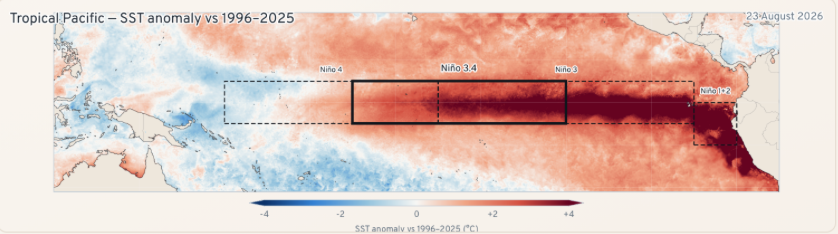 Tropical Pacific – SST anomaly vs 1996–2025
23 August 2026
Niño 4
Niño 3.4
Niño 3
Niño 1+2
-4
-2
0
+2
+4
SST anomaly vs 1996–2025 (°C)